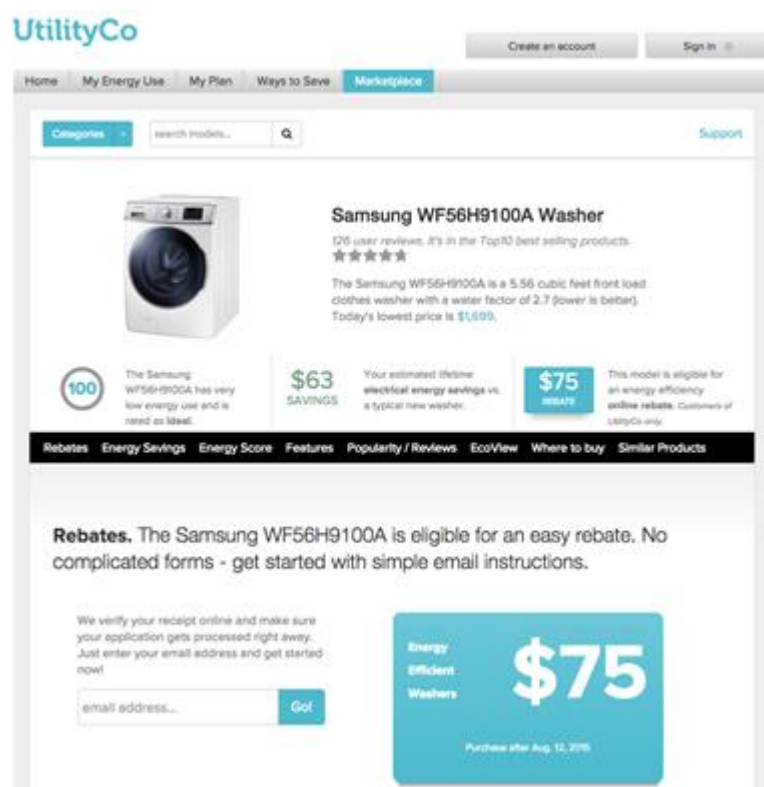 UtilityCo
Create an account
Sign in
Home My Energy Use My Plan Ways to Save Marketplace
Categories
search models...
Support
Samsung WF56H9100A Washer
126 user reviews. It's in the Top10 best selling products.
The Samsung WF56H9100A is a 5.56 cubic feet front load
clothes washer with a water factor of 2.7 (lower is better).
Today's lowest price is $1,699.
100
The Samsung
WF56H9100A has very
low energy use and is
rated as Ideal.
$63
SAVINGS
Your estimated lifetime
electrical energy savings vs.
a typical new washer.
$75
REBATE
This model is eligible for
an energy efficiency
online rebate. Customers of
UtilityCo only.
Rebates Energy Savings Energy Score Features Popularity / Reviews EcoView Where to buy Similar Products
Rebates. The Samsung WF56H9100A is eligible for an easy rebate. No
complicated forms - get started with simple email instructions.
We verify your receipt online and make sure
your application gets processed right away.
Just enter your email address and get started
now!
email address...
Go!
Energy
Efficient
Washers
$75
Purchase after Aug. 12, 2015